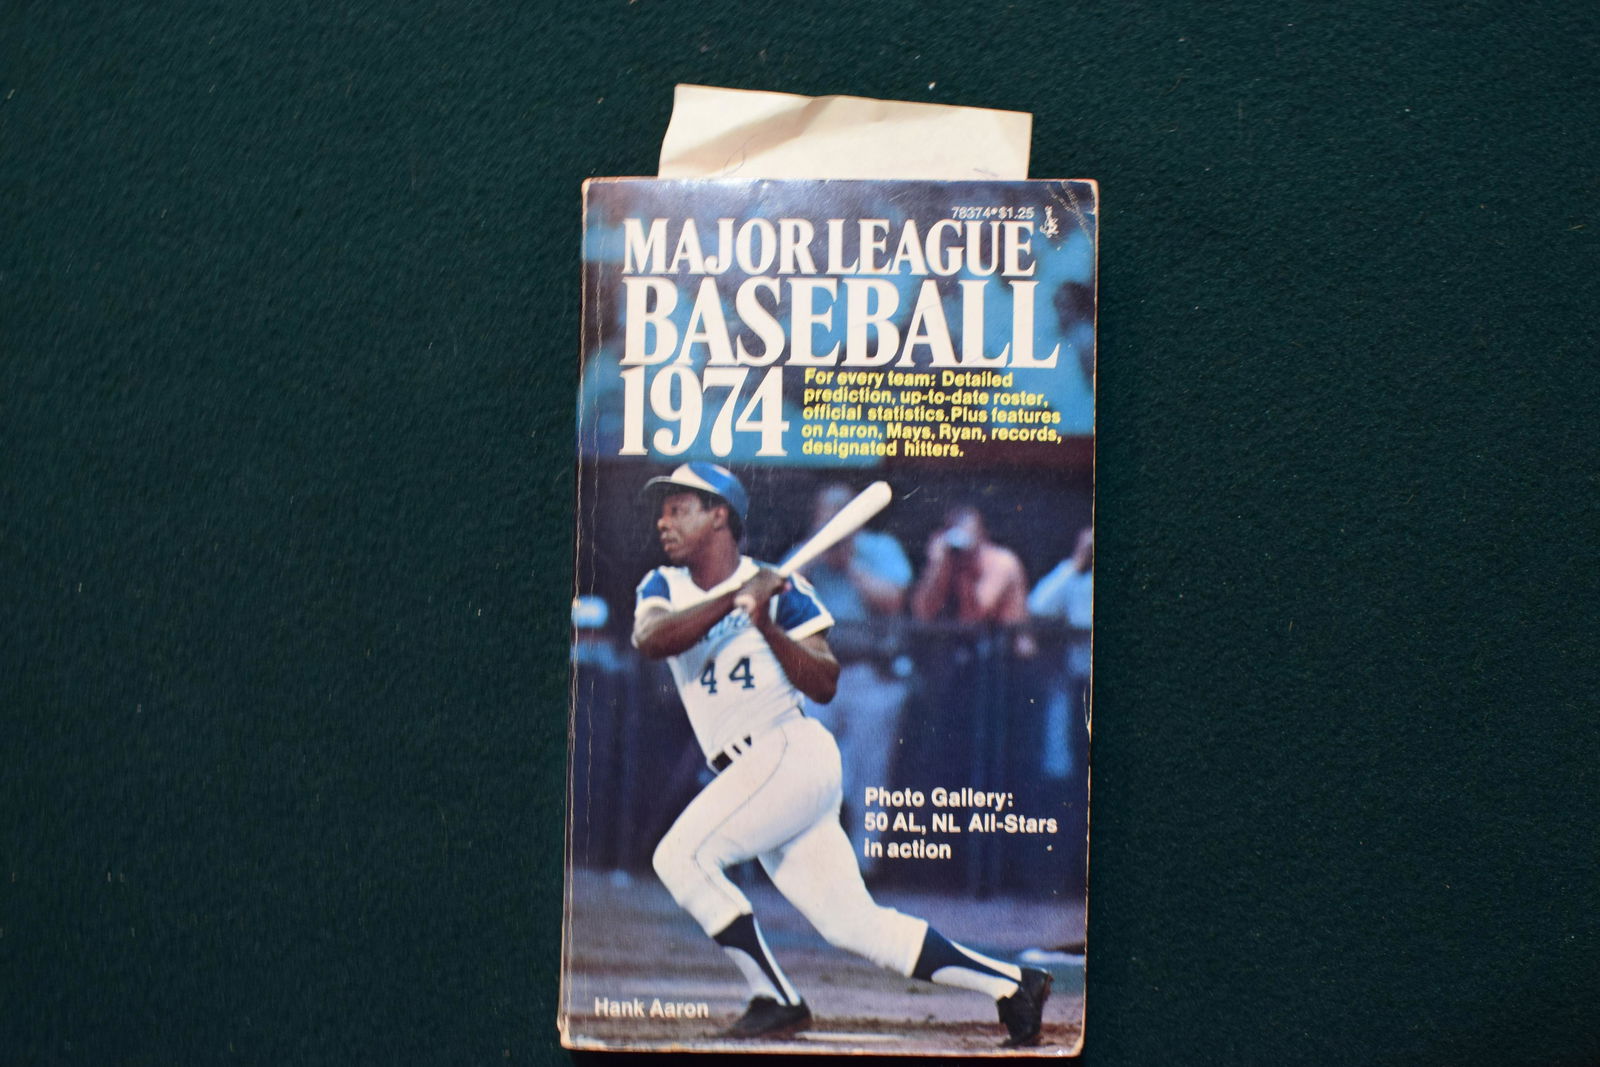 78374•$1.25
MAJOR LEAGUE
BASEBALL
1974
For every team: Detailed
prediction, up-to-date roster,
official statistics. Plus features
on Aaron, Mays, Ryan, records,
designated hitters.
44
Photo Gallery:
50 AL, NL All-Stars
in action
Hank Aaron